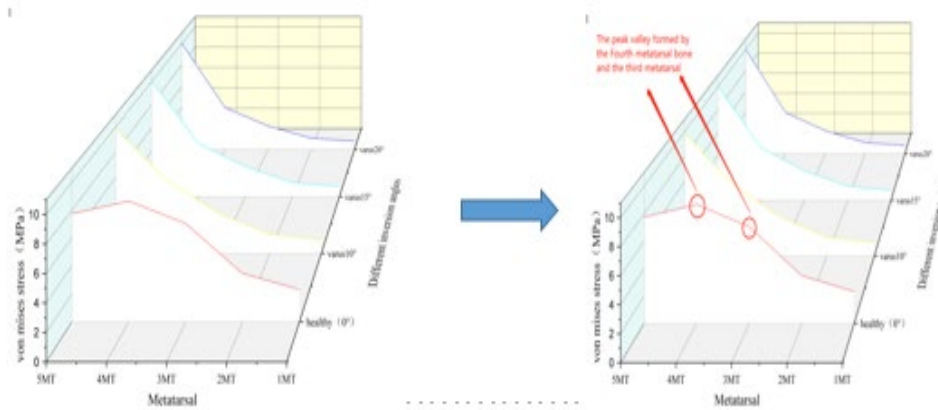 The peak valley formed by
the Fourth metatarsal bone
and the third metatarsal
von mises stress（MPa）
10
8
6
4
2
0
5MT
4MT
3MT
2MT
1MT
Metatarsal
healthy（0°）
varus10°
varus15°
varus20°
Different inversion angles
von mises stress（MPa）
10
8
6
4
2
0
5MT
4MT
3MT
2MT
1MT
Metatarsal
healthy（0°）
varus10°
varus15°
varus20°
Different inversion